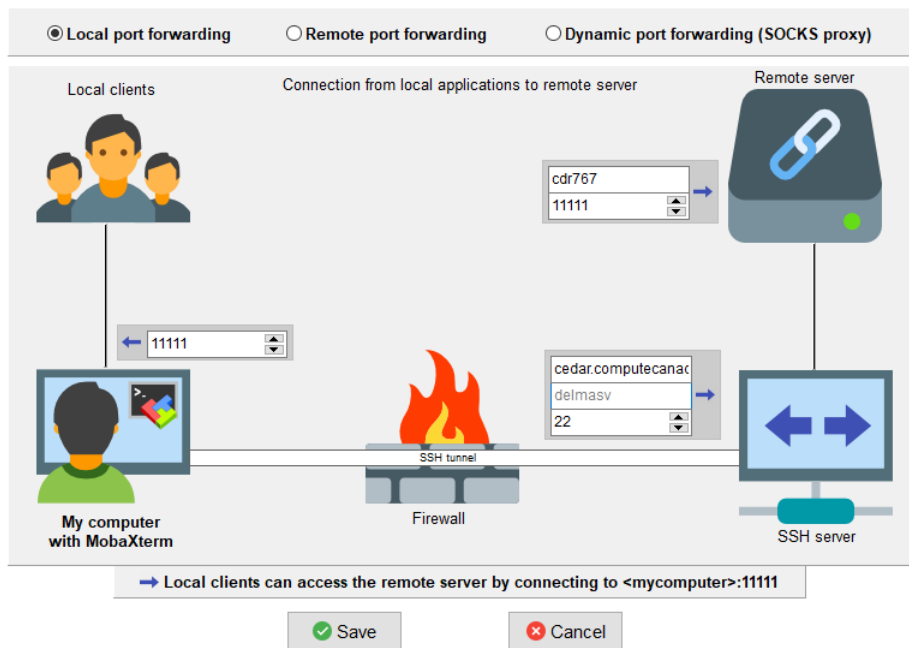 Local port forwarding
Remote port forwarding
Dynamic port forwarding (SOCKS proxy)
Local clients
Connection from local applications to remote server
Remote server
cdr767
11111
11111
cedar.computecanac
delmasv
22
SSH tunnel
Firewall
My computer
with MobaXterm
SSH server
Local clients can access the remote server by connecting to <mycomputer>:11111
Save
Cancel